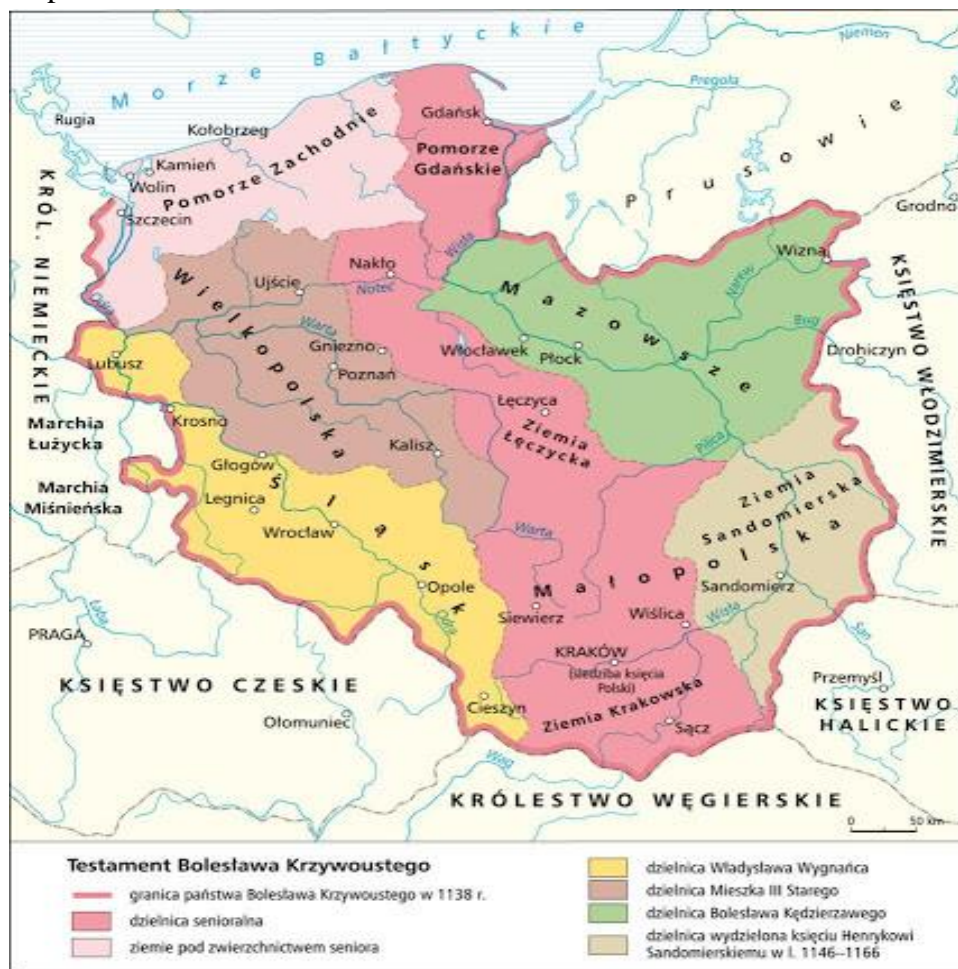 Morze Bałtyckie
Niemen
Pregoła
Rugia
Gdańsk
Kołobrzeg
Pomorze
Gdańskie
Kamień
Wolin
Pomorze Zachodnie
Prusowie
Szczecin
Grodno
KRÓL. NIEMIECKIE
Wisła
Wizna
Nakło
Ujście
Noteć
Narew
Odra
Wielkopolska
Mazowsze
KSIĘSTWO WŁODZIMIERSKIE
Warta
Gniezno
Włocławek
Płock
Bug
Drohiczyn
Lubusz
Poznań
Łęczyca
Krosno
Ziemia
Łęczycka
Marchia
Łużycka
Kalisz
Pilica
Głogów
Marchia
Miśnieńska
Legnica
Śląsk
Ziemia
Sandomierska
Wrocław
Warta
Małopolska
Opole
Sandomierz
Siewierz
Wiślica
Wisła
Łaba
Odra
San
PRAGA
KRAKÓW
(siedziba księcia
Polski)
Przemyśl
KSIĘSTWO CZESKIE
Cieszyn
Ziemia Krakowska
KSIĘSTWO
HALICKIE
Ołomuniec
Sącz
Wag
KRÓLESTWO WĘGIERSKIE
0 50 km
Testament Bolesława Krzywoustego
granica państwa Bolesława Krzywoustego w 1138 r.
dzielnica senioralna
ziemie pod zwierzchnictwem seniora
dzielnica Władysława Wygnańca
dzielnica Mieszka III Starego
dzielnica Bolesława Kędzierzawego
dzielnica wydzielona księciu Henrykowi
Sandomierskiemu w l. 1146–1166